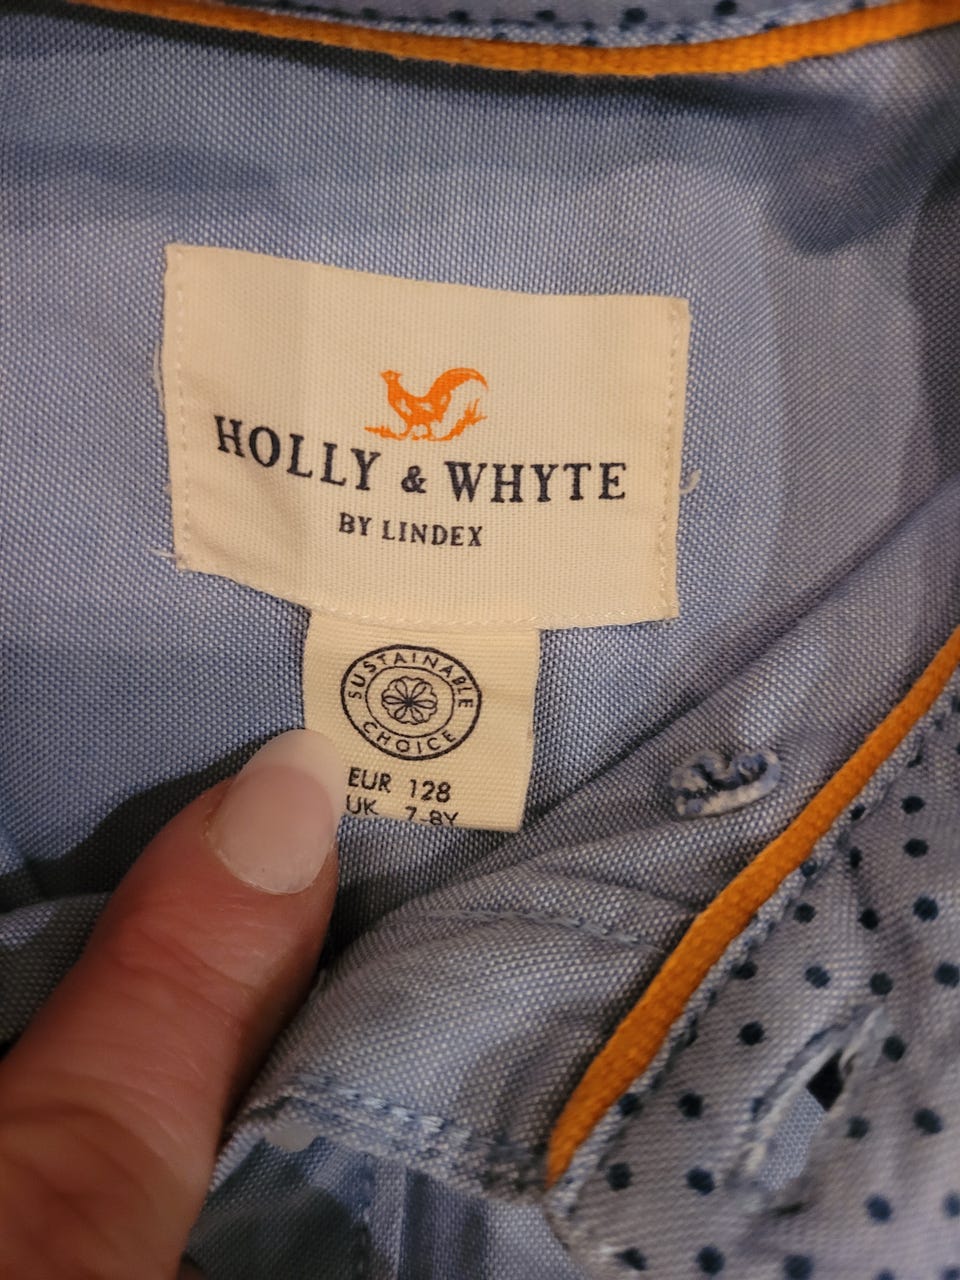 HOLLY & WHYTE
BY LINDEX
SUSTAINABLE
CHOICE
EUR 128
UK 7-8Y